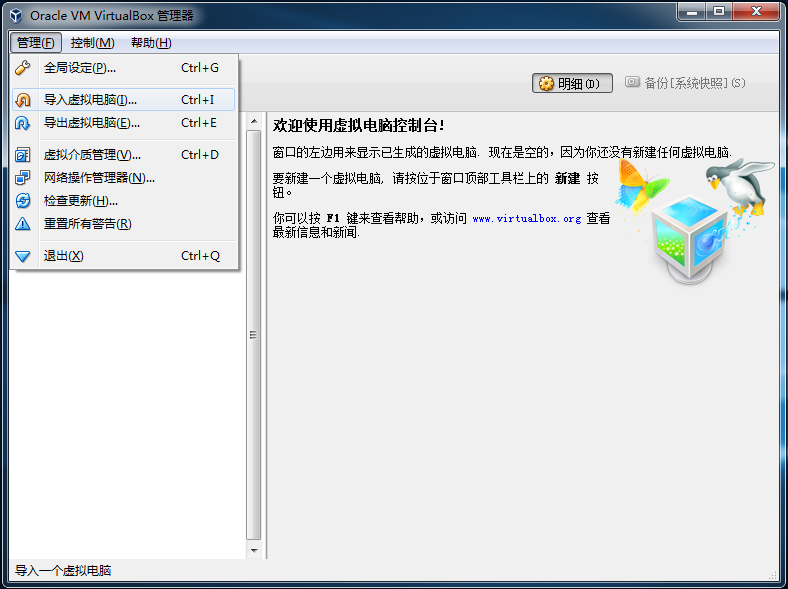 Oracle VM VirtualBox 管理器
管理(F) 控制(M) 帮助(H)
全局设定(P)... Ctrl+G
导入虚拟电脑(I)... Ctrl+I
导出虚拟电脑(E)... Ctrl+E
虚拟介质管理(V)... Ctrl+D
网络操作管理器(N)...
检查更新(H)...
重置所有警告(R)
退出(X) Ctrl+Q
明细(D) 备份[系统快照](S)
欢迎使用虚拟电脑控制台!
窗口的左边用来显示已生成的虚拟电脑. 现在是空的，因为你还没有新建任何虚拟电脑.
要新建一个虚拟电脑, 请按位于窗口顶部工具栏上的 新建 按
钮。
你可以按 F1 键来查看帮助，或访问 www.virtualbox.org 查看
最新信息和新闻.
导入一个虚拟电脑